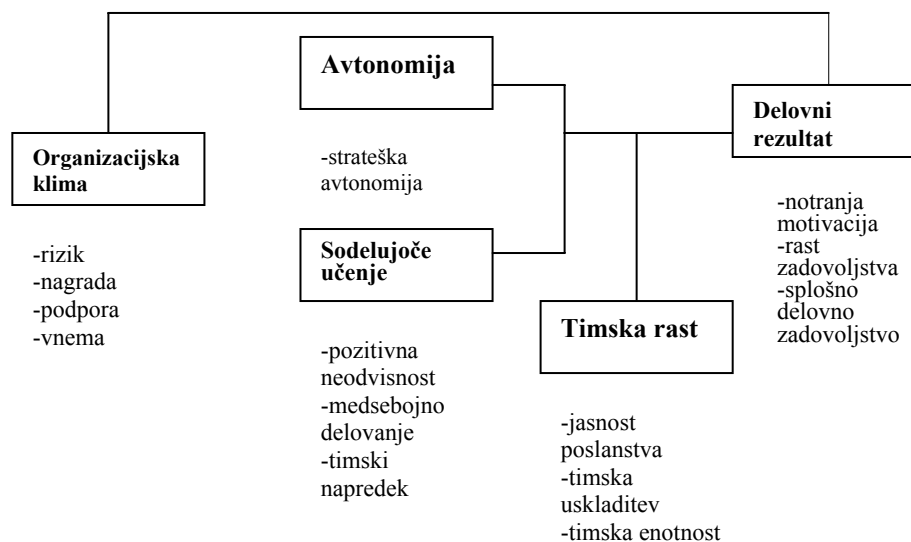 Avtonomija
-strateška
avtonomija
Organizacijska
klima
-rizik
-nagrada
-podpora
-vnema
Sodelujoče
učenje
-pozitivna
neodvisnost
-medsebojno
delovanje
-timski
napredek
Timska rast
-jasnost
poslanstva
-timska
uskladitev
-timska enotnost
Delovni
rezultat
-notranja
motivacija
-rast
zadovoljstva
-splošno
delovno
zadovoljstvo